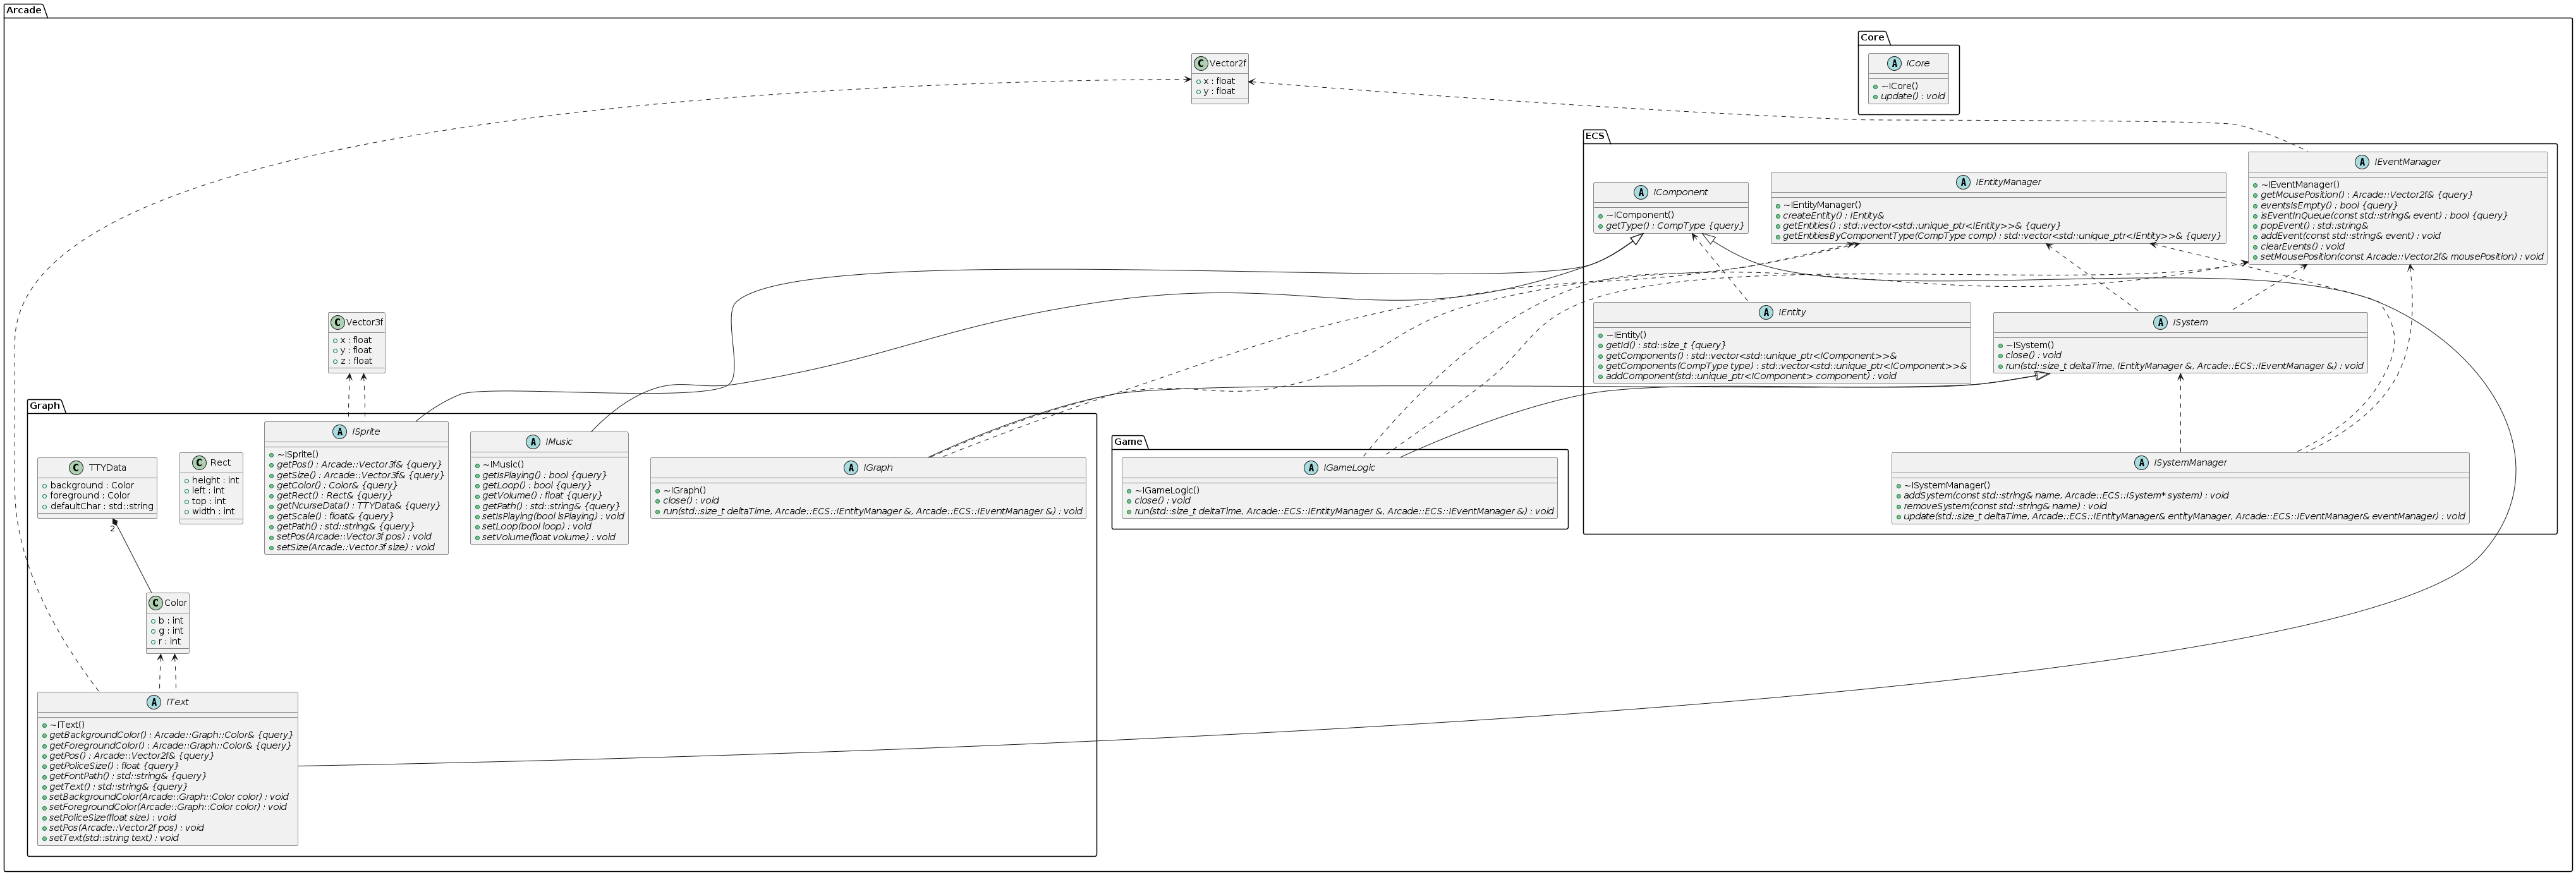 Arcade
Core
ICore
~ICore()
update() : void
Vector2f
x : float
y : float
ECS
IEventManager
~IEventManager()
getMousePosition() : Arcade::Vector2f& {query}
eventsIsEmpty() : bool {query}
isEventInQueue(const std::string& event) : bool {query}
popEvent() : std::string&
addEvent(const std::string& event) : void
clearEvents() : void
setMousePosition(const Arcade::Vector2f& mousePosition) : void
IEntityManager
~IEntityManager()
createEntity() : IEntity&
getEntities() : std::vector<std::unique_ptr<IEntity>>& {query}
getEntitiesByComponentType(CompType comp) : std::vector<std::unique_ptr<IEntity>>& {query}
IComponent
~IComponent()
getType() : CompType {query}
IEntity
~IEntity()
getId() : std::size_t {query}
getComponents() : std::vector<std::unique_ptr<IComponent>>&
getComponents(CompType type) : std::vector<std::unique_ptr<IComponent>>&
addComponent(std::unique_ptr<IComponent> component) : void
ISystem
~ISystem()
close() : void
run(std::size_t deltaTime, IEntityManager &, Arcade::ECS::IEventManager &) : void
Vector3f
x : float
y : float
z : float
Graph
ISprite
~ISprite()
getPos() : Arcade::Vector3f& {query}
getSize() : Arcade::Vector3f& {query}
getColor() : Color& {query}
getRect() : Rect& {query}
getNcurseData() : TTYData& {query}
getScale() : float& {query}
getPath() : std::string& {query}
setPos(Arcade::Vector3f pos) : void
setSize(Arcade::Vector3f size) : void
IMusic
~IMusic()
getIsPlaying() : bool {query}
getLoop() : bool {query}
getVolume() : float {query}
getPath() : std::string& {query}
setIsPlaying(bool isPlaying) : void
setLoop(bool loop) : void
setVolume(float volume) : void
TTYData
background : Color
foreground : Color
defaultChar : std::string
Rect
height : int
left : int
top : int
width : int
IGraph
~IGraph()
close() : void
run(std::size_t deltaTime, Arcade::ECS::IEntityManager &, Arcade::ECS::IEventManager &) : void
Game
IGameLogic
~IGameLogic()
close() : void
run(std::size_t deltaTime, Arcade::ECS::IEntityManager &, Arcade::ECS::IEventManager &) : void
ISystemManager
~ISystemManager()
addSystem(const std::string& name, Arcade::ECS::ISystem* system) : void
removeSystem(const std::string& name) : void
update(std::size_t deltaTime, Arcade::ECS::IEntityManager& entityManager, Arcade::ECS::IEventManager& eventManager) : void
2
Color
b : int
g : int
r : int
IText
~IText()
getBackgroundColor() : Arcade::Graph::Color& {query}
getForegroundColor() : Arcade::Graph::Color& {query}
getPos() : Arcade::Vector2f& {query}
getPoliceSize() : float {query}
getFontPath() : std::string& {query}
getText() : std::string& {query}
setBackgroundColor(Arcade::Graph::Color color) : void
setForegroundColor(Arcade::Graph::Color color) : void
setPoliceSize(float size) : void
setPos(Arcade::Vector2f pos) : void
setText(std::string text) : void